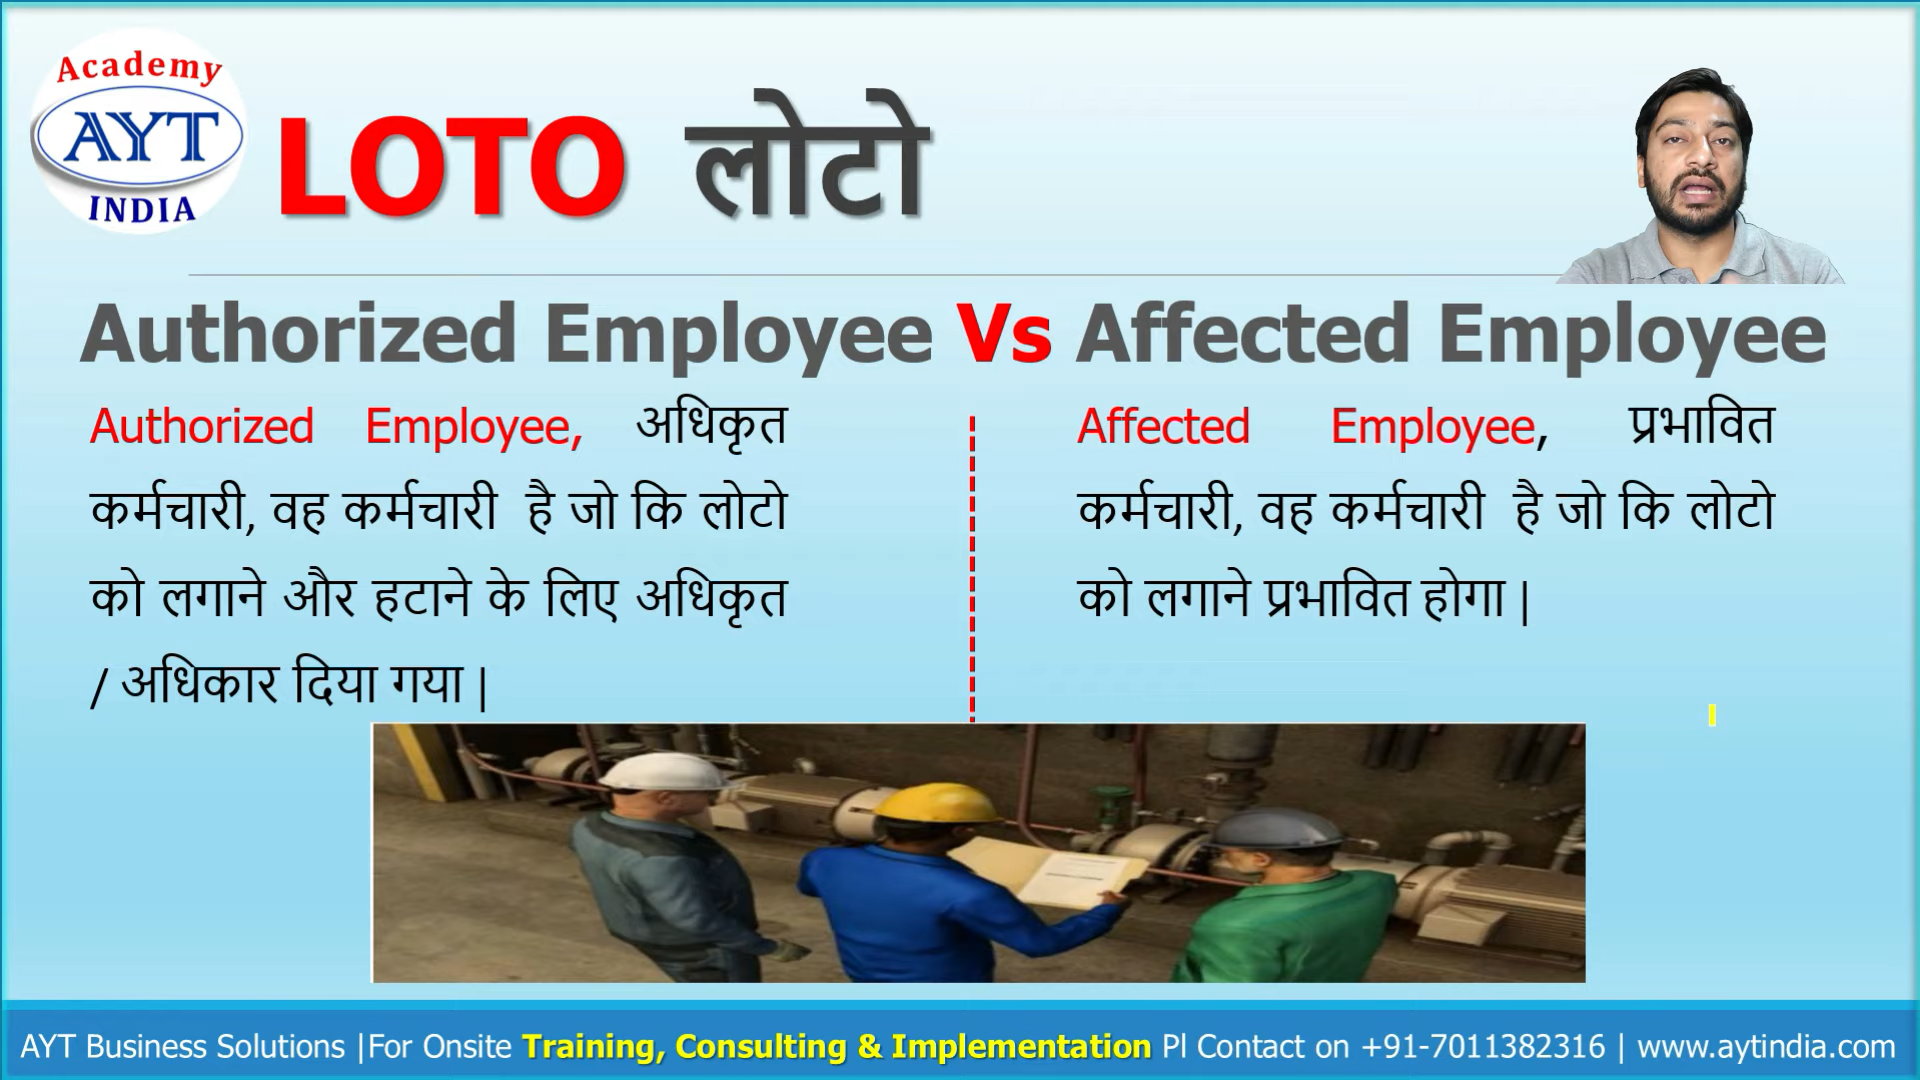 Academy
AYT
INDIA
LOTO लोटो
Authorized Employee Vs Affected Employee
Authorized Employee, अधिकृत
कर्मचारी, वह कर्मचारी है जो कि लोटो
को लगाने और हटाने के लिए अधिकृत
/ अधिकार दिया गया |
Affected Employee, प्रभावित
कर्मचारी, वह कर्मचारी है जो कि लोटो
को लगाने प्रभावित होगा |
AYT Business Solutions |For Onsite Training, Consulting & Implementation Pl Contact on +91-7011382316 | www.aytindia.com